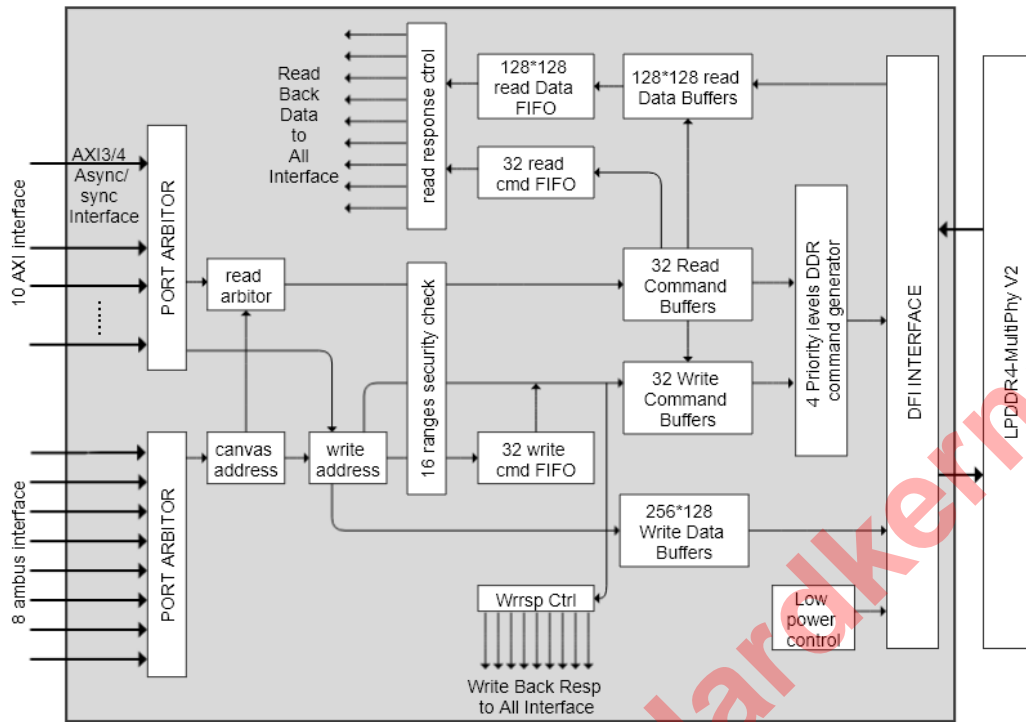 Read
Back
Data
to
All
Interface
read response ctrol
128*128
read Data
FIFO
128*128 read
Data Buffers
32 read
cmd FIFO
AXI3/4
Async/
sync
Interface
10 AXI interface
......
PORT ARBITOR
read
arbitor
16 ranges security check
32 Read
Command
Buffers
4 Priority levels DDR
command generator
DFI INTERFACE
LPDDR4-MultiPhy V2
32 Write
Command
Buffers
8 ambus interface
PORT ARBITOR
canvas
address
write
address
32 write
cmd FIFO
256*128
Write Data
Buffers
Wrrsp Ctrl
Low
power
control
Write Back Resp
to All Interface